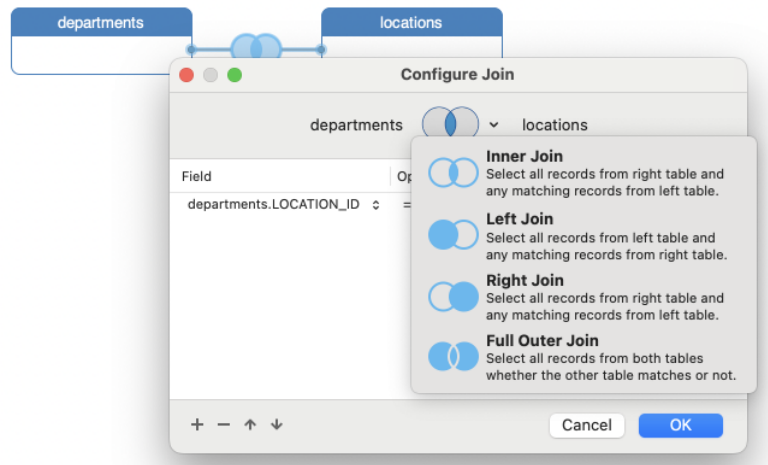 departments
locations
Configure Join
departments
locations
Field
Op
departments.LOCATION_ID
=
Inner Join
Select all records from right table and
any matching records from left table.
Left Join
Select all records from left table and
any matching records from right table.
Right Join
Select all records from right table and
any matching records from left table.
Full Outer Join
Select all records from both tables
whether the other table matches or not.
Cancel
OK